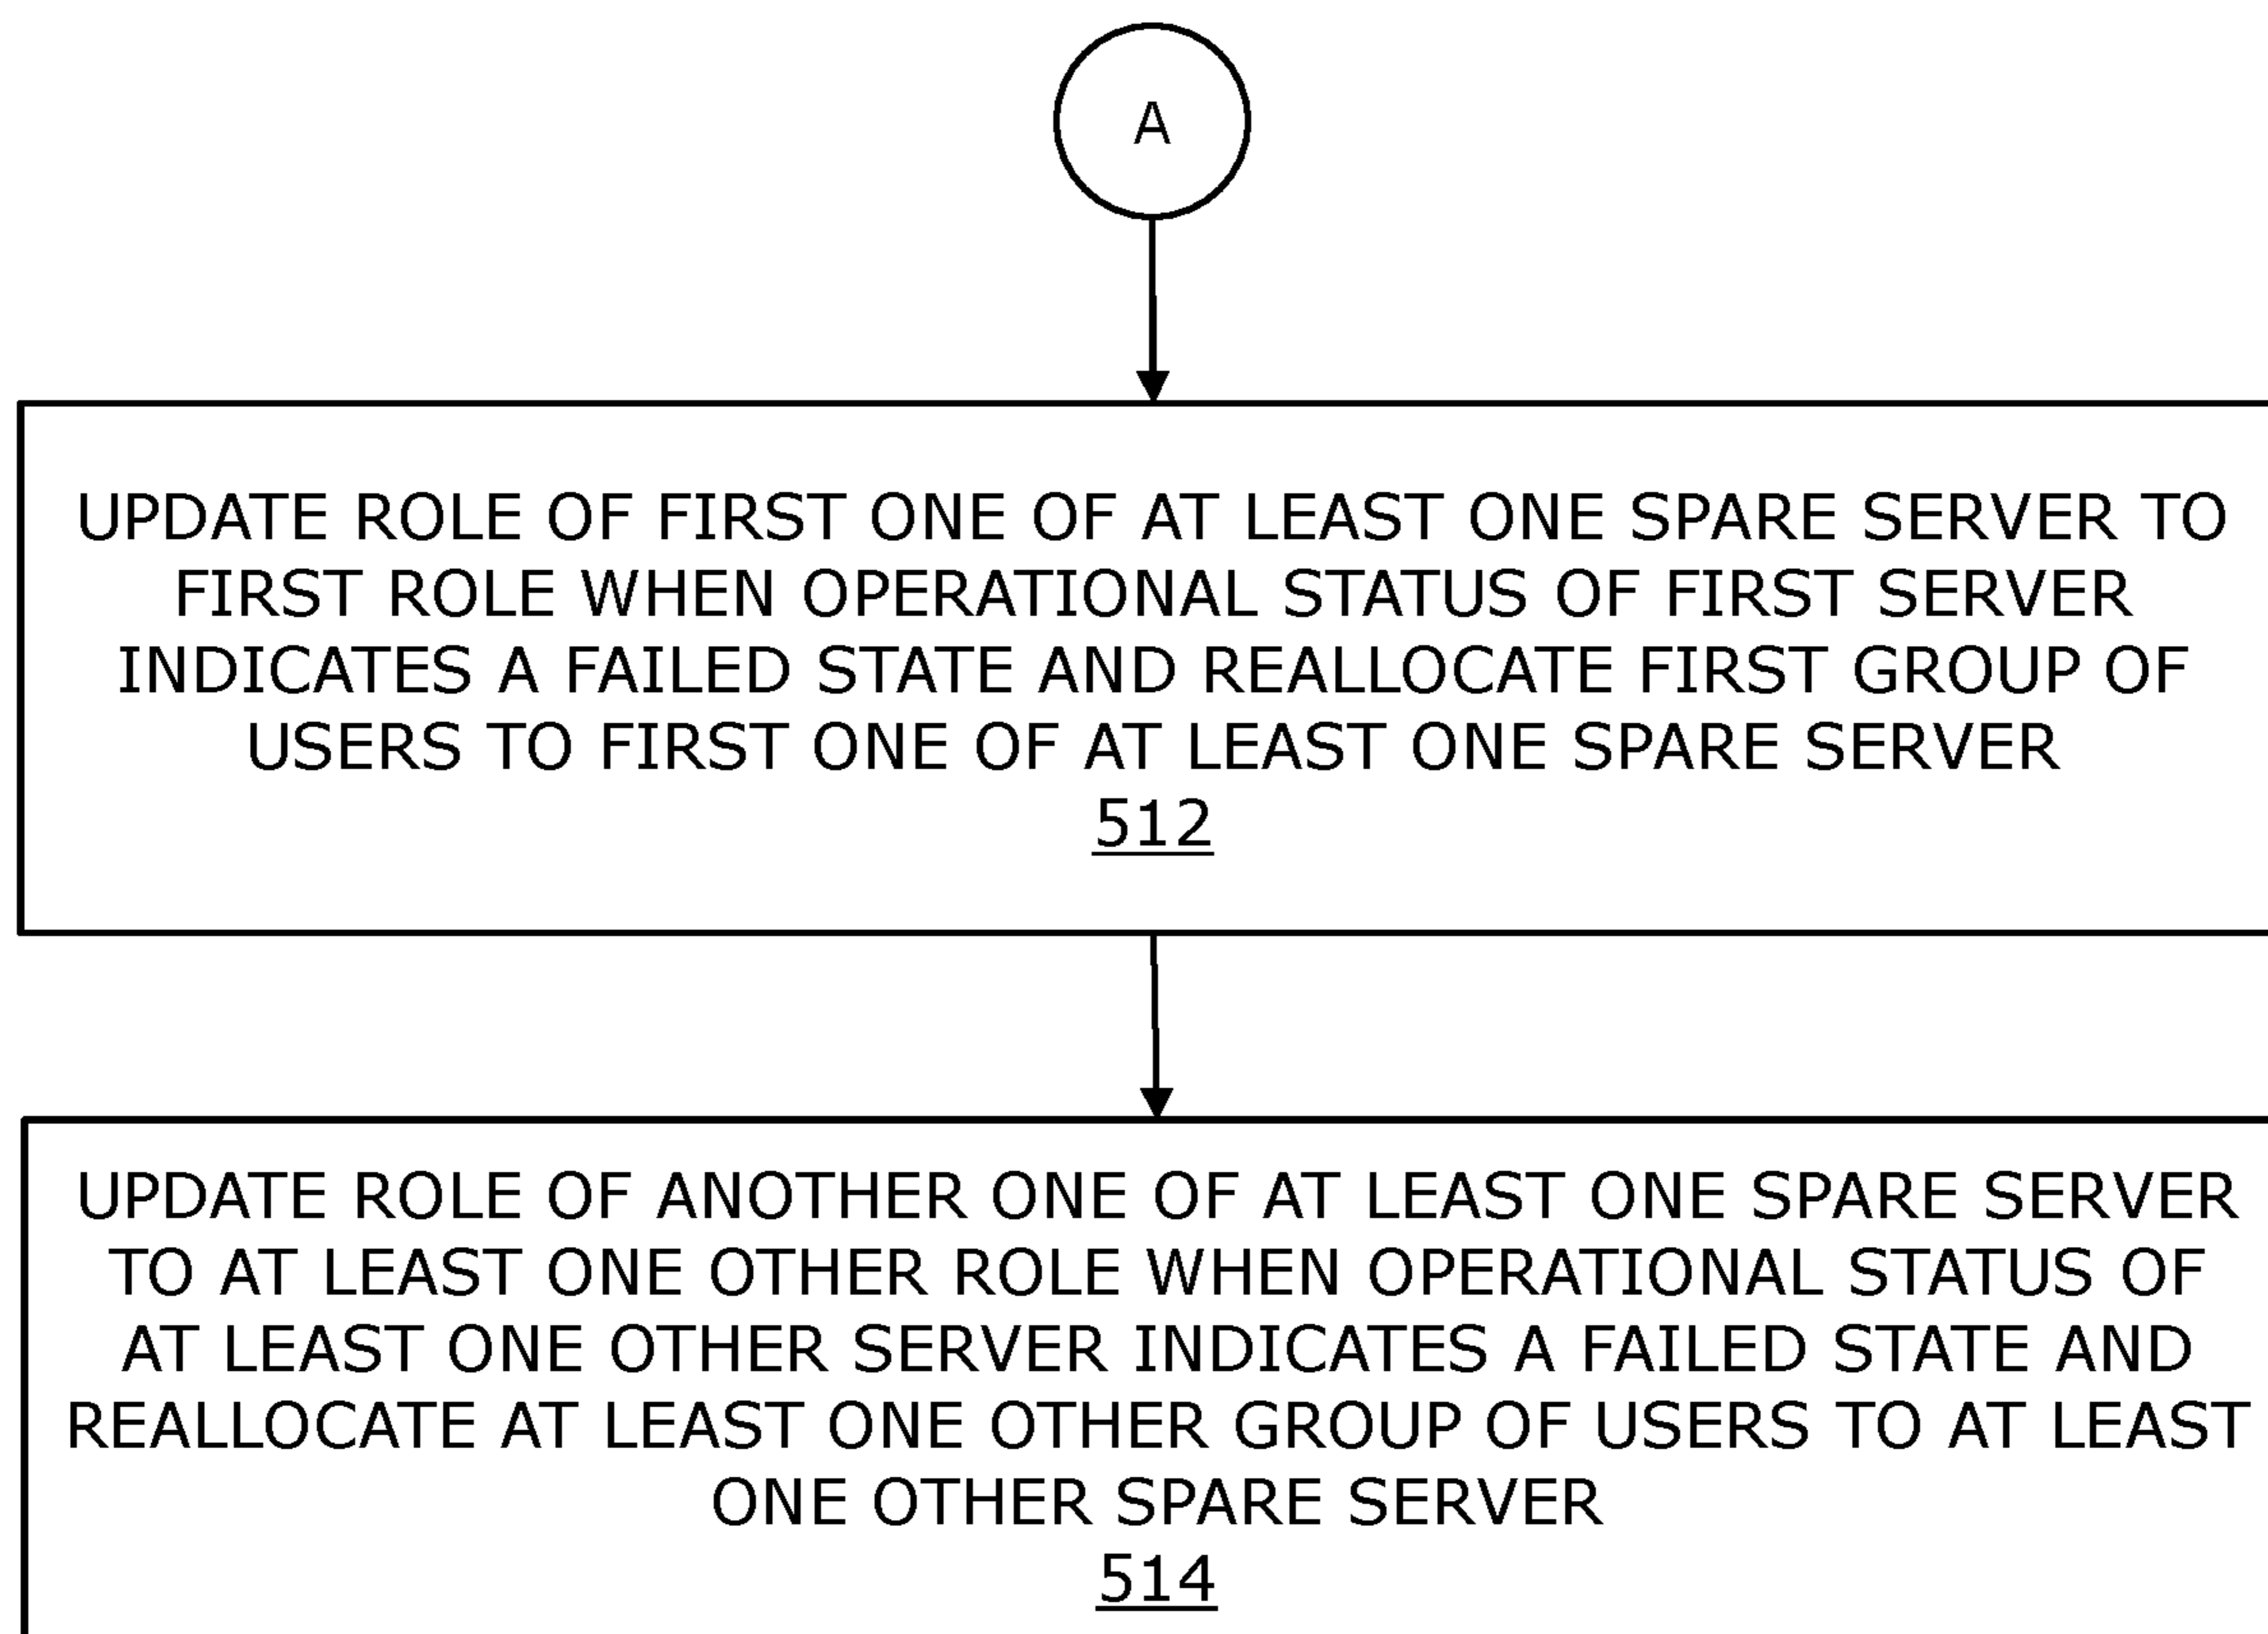 A
UPDATE ROLE OF FIRST ONE OF AT LEAST ONE SPARE SERVER TO
FIRST ROLE WHEN OPERATIONAL STATUS OF FIRST SERVER
INDICATES A FAILED STATE AND REALLOCATE FIRST GROUP OF
USERS TO FIRST ONE OF AT LEAST ONE SPARE SERVER
512
UPDATE ROLE OF ANOTHER ONE OF AT LEAST ONE SPARE SERVER
TO AT LEAST ONE OTHER ROLE WHEN OPERATIONAL STATUS OF
AT LEAST ONE OTHER SERVER INDICATES A FAILED STATE AND
REALLOCATE AT LEAST ONE OTHER GROUP OF USERS TO AT LEAST
ONE OTHER SPARE SERVER
514